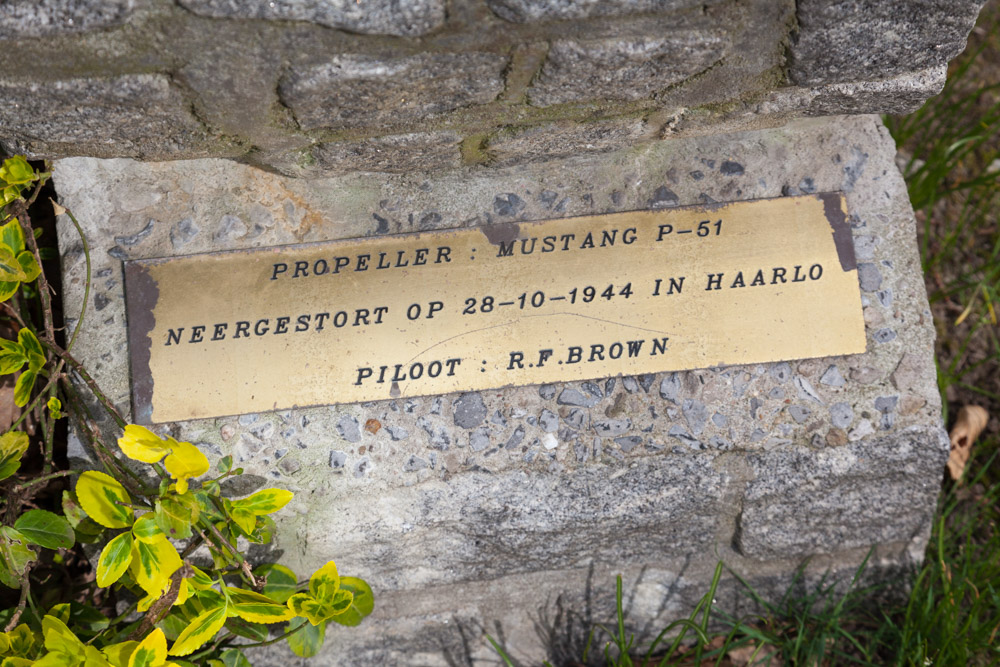 PROPELLER : MUSTANG P-51
NEERGESTORT OP 28-10-1944 IN HAARLO
PILOOT : R.F.BROWN